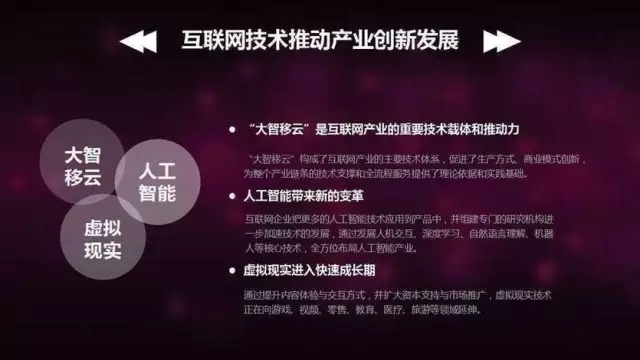 互联网技术推动产业创新发展
大智
移云
人工
智能
虚拟
现实
“大智移云”是互联网产业的重要技术载体和推动力
“大智移云”构成了互联网产业的主要技术体系，促进了生产方式、商业模式创新，
为整个产业链条的技术支撑和全流程服务提供了理论依据和实践基础。
人工智能带来新的变革
互联网企业把更多的人工智能技术应用到产品中，并组建专门的研究机构进
一步加速技术的发展，通过发展人机交互、深度学习、自然语言理解、机器
人等核心技术，全方位布局人工智能产业。
虚拟现实进入快速成长期
通过提升内容体验与交互方式，并扩大资本支持与市场推广，虚拟现实技术
正在向游戏、视频、零售、教育、医疗、旅游等领域延伸。